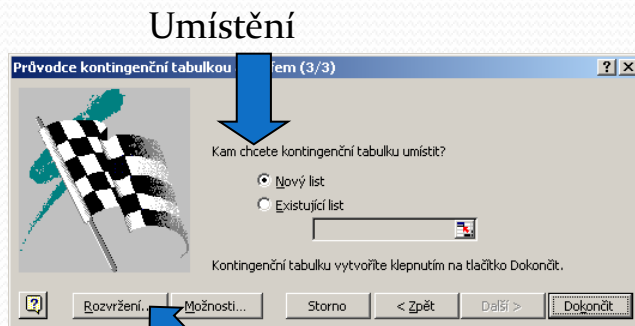 Umístění
Průvodce kontingenční tabulkou fem (3/3)
Kam chcete kontingenční tabulku umístit?
Nový list
Existující list
Kontingenční tabulku vytvoříte klepnutím na tlačítko Dokončit.
Rozvržení... Možnosti... Storno < Zpět Další > Dokončit